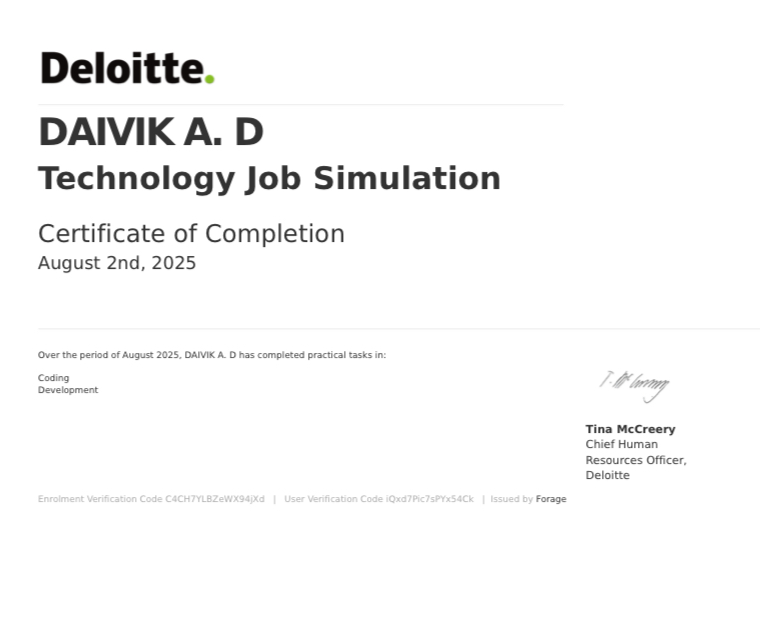 Deloitte.
DAIVIK A. D
Technology Job Simulation
Certificate of Completion
August 2nd, 2025
Over the period of August 2025, DAIVIK A. D has completed practical tasks in:
Coding
Development
T. McCreery
Tina McCreery
Chief Human
Resources Officer,
Deloitte
Enrolment Verification Code C4CH7YLBZeWX94jXd | User Verification Code iQxd7Pic7sPYx54Ck | Issued by Forage